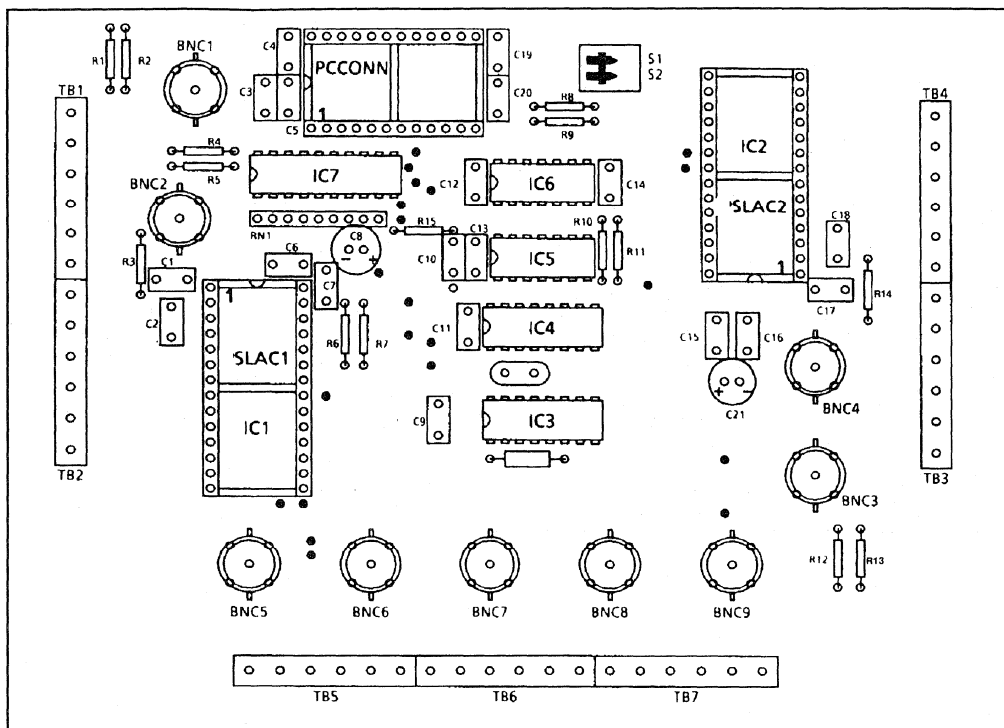 BNC1
C4
PCCONN
C19
S1
S2
R1
R2
TB1
C3
1
C20
R8
TB4
C5
R9
R4
IC7
IC2
R5
C12
IC6
C14
BNC2
RN1
C8
R15
R10
SLAC2
C18
R3
C1
C6
- +
C10
C13
IC5
R11
1
C7
R14
C2
1
C17
C11
IC4
SLAC1
R6
R7
C15
C16
+ -
BNC4
C9
IC3
C21
IC1
TB2
BNC3
TB3
R12
R13
BNC5
BNC6
BNC7
BNC8
BNC9
TB5
TB6
TB7